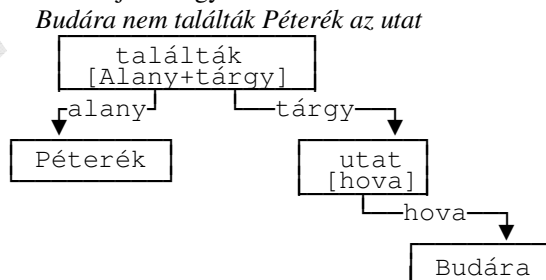 Budára nem találták Péterék az utat
találták
[Alany+tárgy]
alany tárgy
Péterék utat
[hova]
hova
Budára